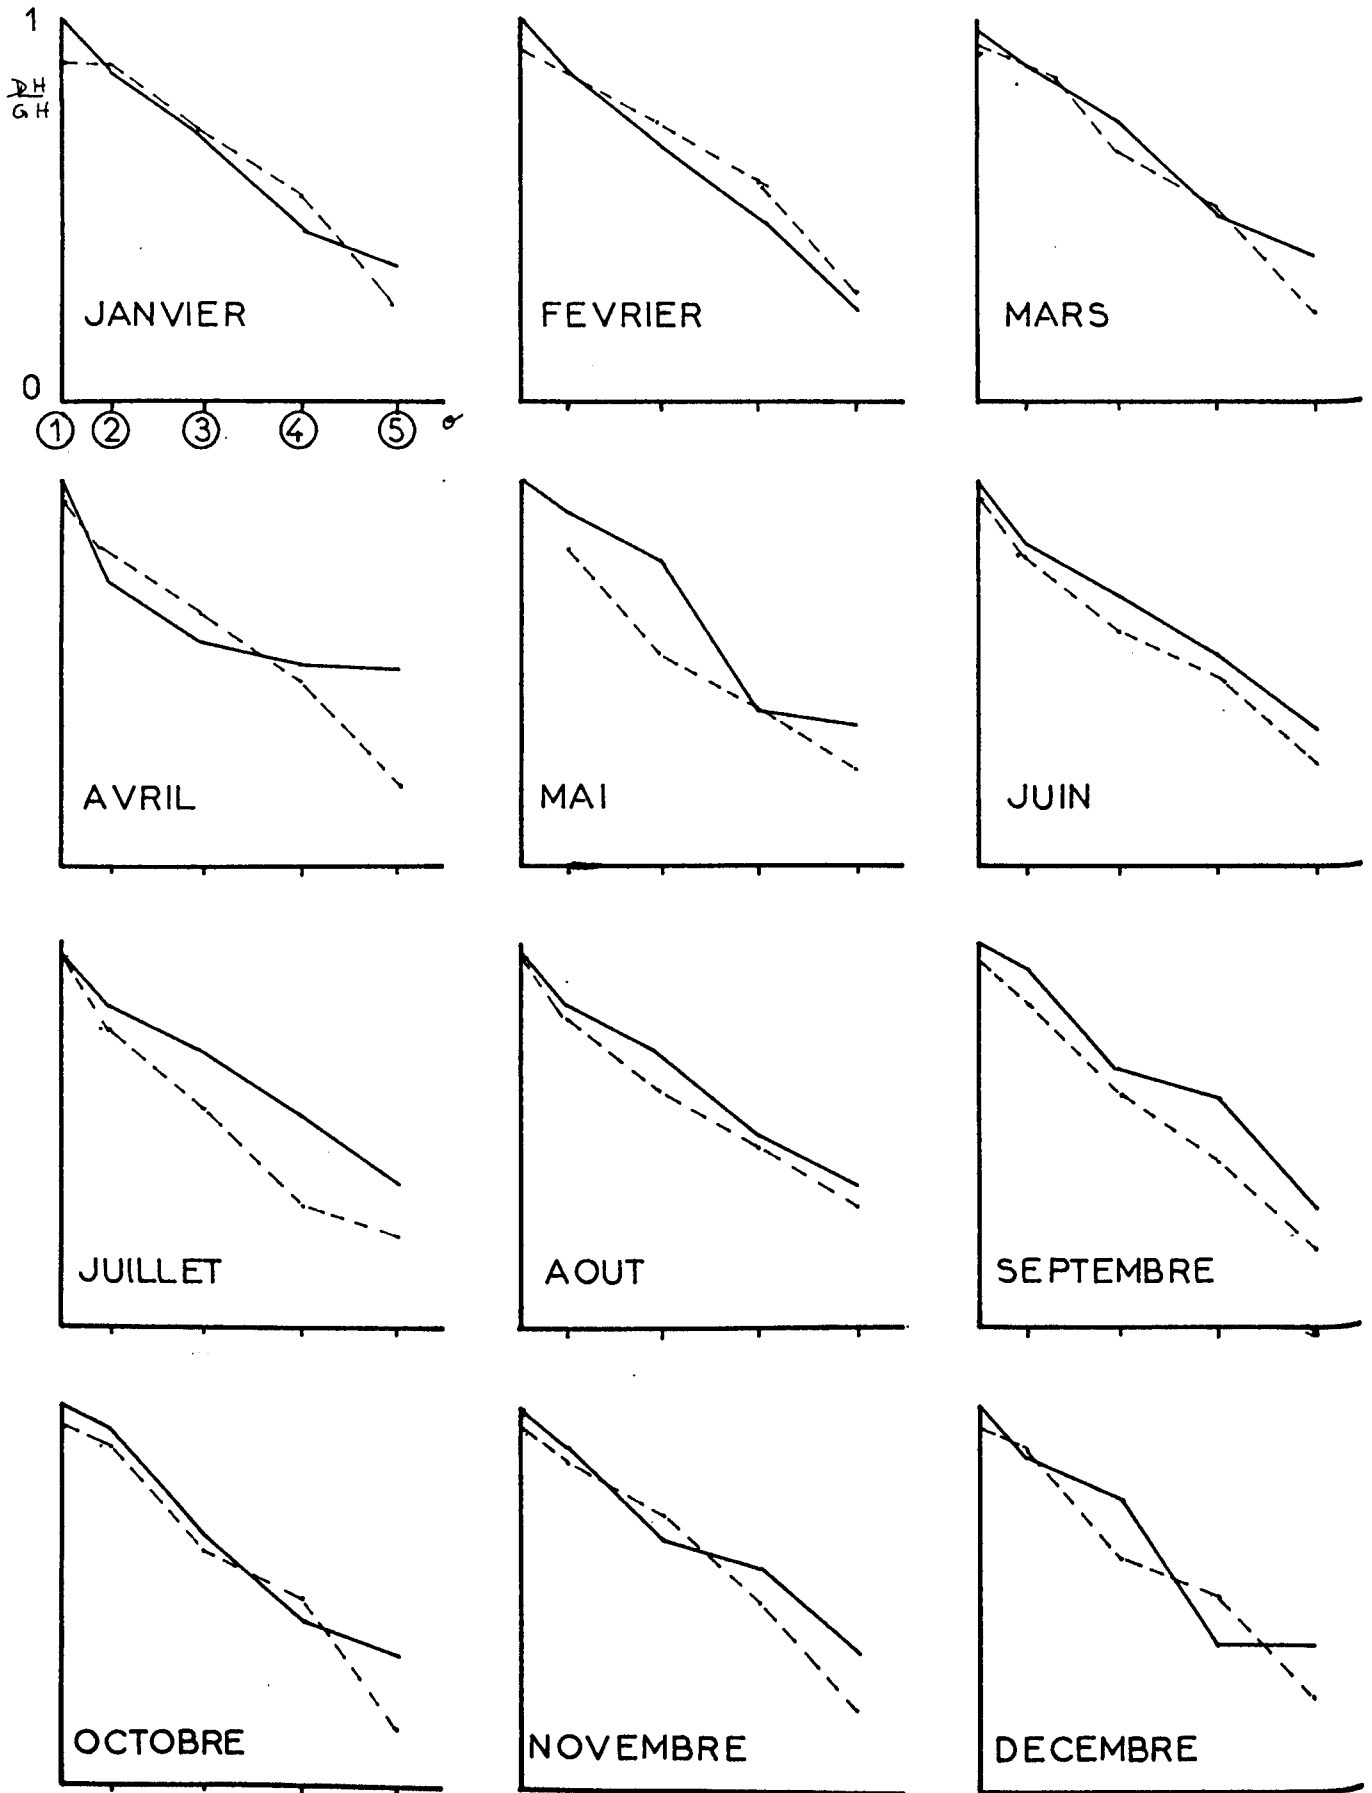 1
DH
GH
0
① ② ③ ④ ⑤ σ
JANVIER
FEVRIER
MARS
AVRIL
MAI
JUIN
JUILLET
AOUT
SEPTEMBRE
OCTOBRE
NOVEMBRE
DECEMBRE